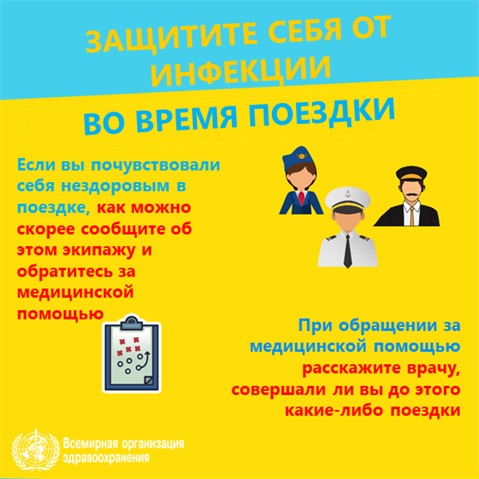 ЗАЩИТИТЕ СЕБЯ ОТ
ИНФЕКЦИИ
ВО ВРЕМЯ ПОЕЗДКИ
Если вы почувствовали
себя нездоровым в
поездке, как можно
скорее сообщите об
этом экипажу и
обратитесь за
медицинской
помощью
При обращении за
медицинской помощью
расскажите врачу,
совершали ли вы до этого
какие-либо поездки
Всемирная организация
здравоохранения